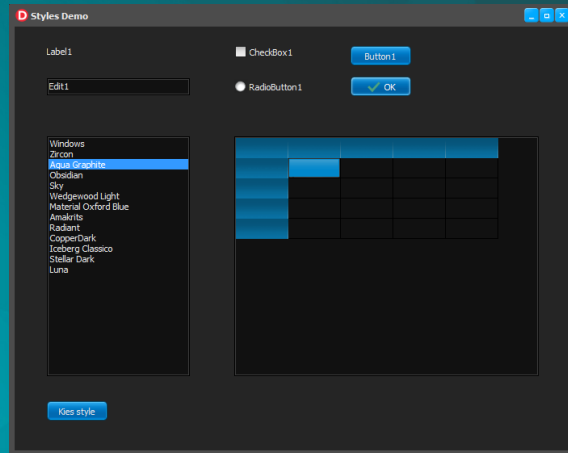 Styles Demo
Label1
CheckBox1
Button1
Edit1
RadioButton1
OK
Windows
Zircon
Aqua Graphite
Obsidian
Sky
Wedgewood Light
Material Oxford Blue
Amakrits
Radiant
CopperDark
Iceberg Classico
Stellar Dark
Luna
Kies style